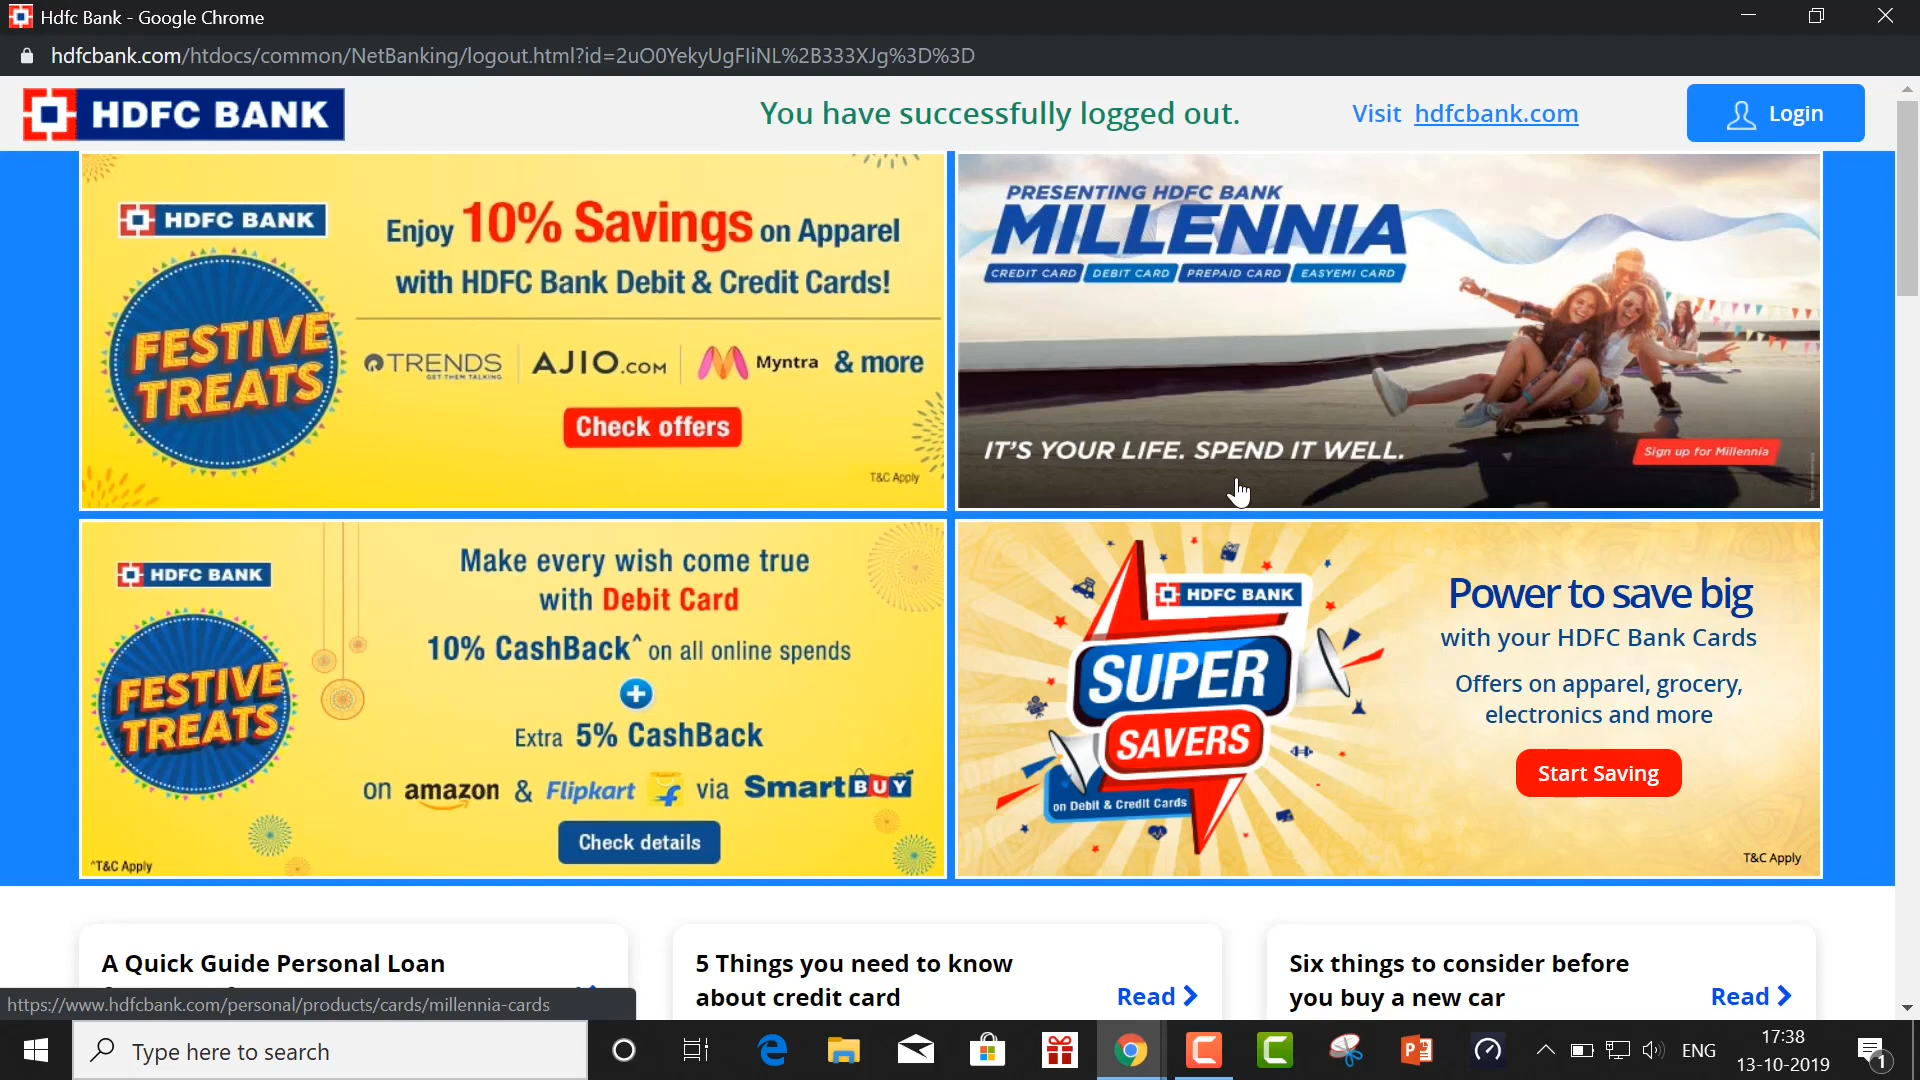 Hdfc Bank - Google Chrome
hdfcbank.com/htdocs/common/NetBanking/logout.html?id=2uO0YekyUgFIiNL%2B333XJg%3D%3D
HDFC BANK
You have successfully logged out.
Visit hdfcbank.com
Login
HDFC BANK
FESTIVE
TREATS
Enjoy 10% Savings on Apparel
with HDFC Bank Debit & Credit Cards!
TRENDS
GET THEM TALKING
AJIO.COM
Myntra
& more
Check offers
T&C Apply
PRESENTING HDFC BANK
MILLENNIA
CREDIT CARD DEBIT CARD PREPAID CARD EASYEMI CARD
IT'S YOUR LIFE. SPEND IT WELL.
Sign up for Millennia
HDFC BANK
FESTIVE
TREATS
Make every wish come true
with Debit Card
10% CashBack^ on all online spends
+
Extra 5% CashBack
on amazon & Flipkart via SmartBUY
Check details
^T&C Apply
HDFC BANK
SUPER
SAVERS
on Debit & Credit Cards
Power to save big
with your HDFC Bank Cards
Offers on apparel, grocery,
electronics and more
Start Saving
T&C Apply
A Quick Guide Personal Loan
5 Things you need to know
about credit card
Read
Six things to consider before
you buy a new car
Read
https://www.hdfcbank.com/personal/products/cards/millennia-cards
Type here to search
ENG
17:38
13-10-2019
1